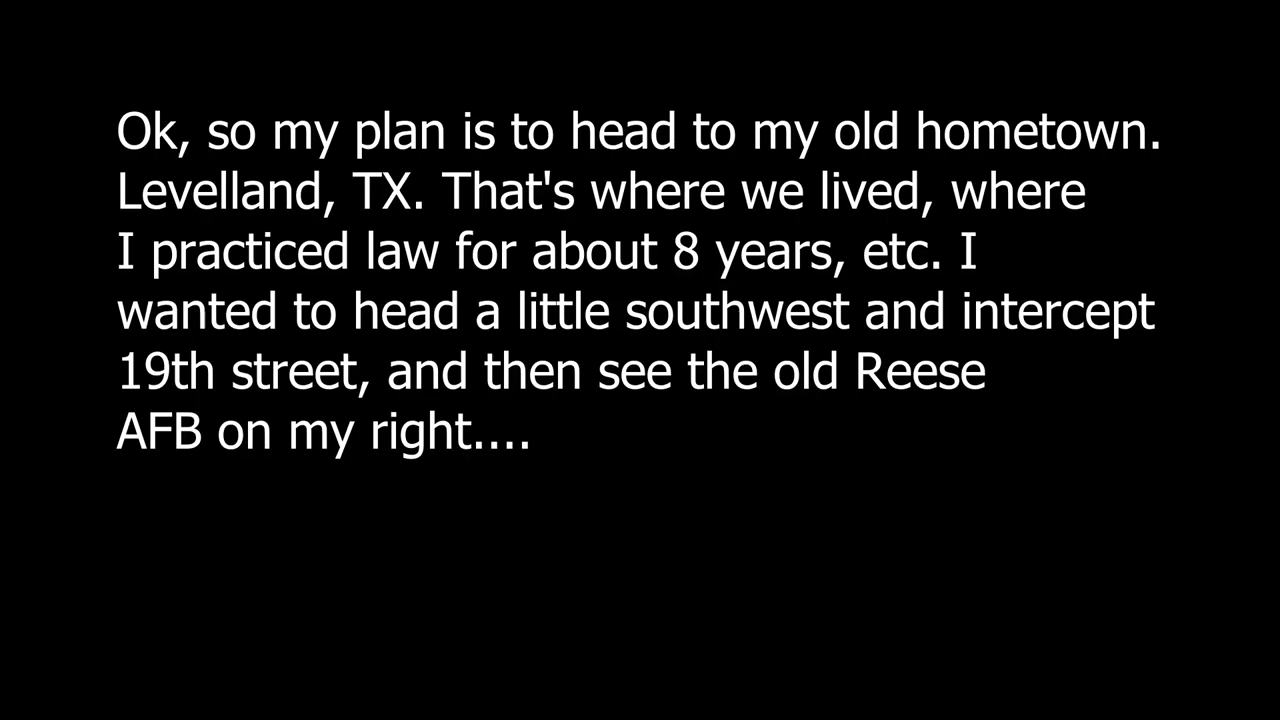 Ok, so my plan is to head to my old hometown.
Levelland, TX. That's where we lived, where
I practiced law for about 8 years, etc. I
wanted to head a little southwest and intercept
19th street, and then see the old Reese
AFB on my right....